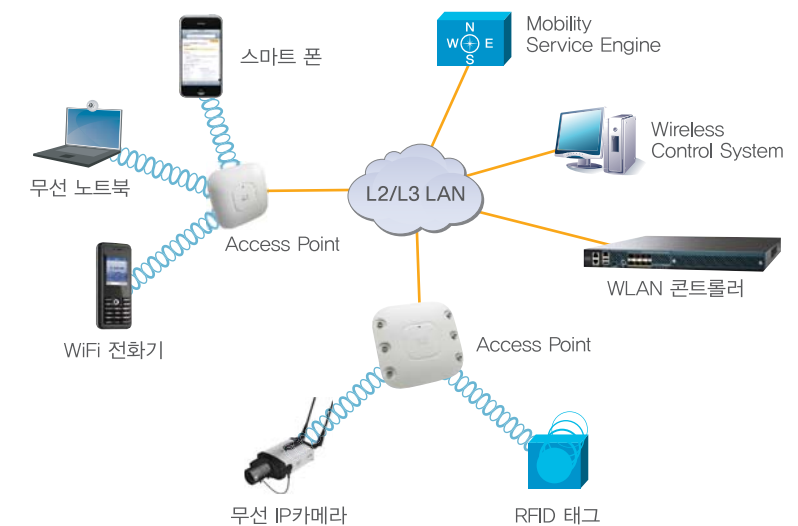 스마트 폰
N
W E
S
Mobility
Service Engine
무선 노트북
Wireless
Control System
L2/L3 LAN
Access Point
WLAN 콘트롤러
WiFi 전화기
Access Point
무선 IP카메라
RFID 태그